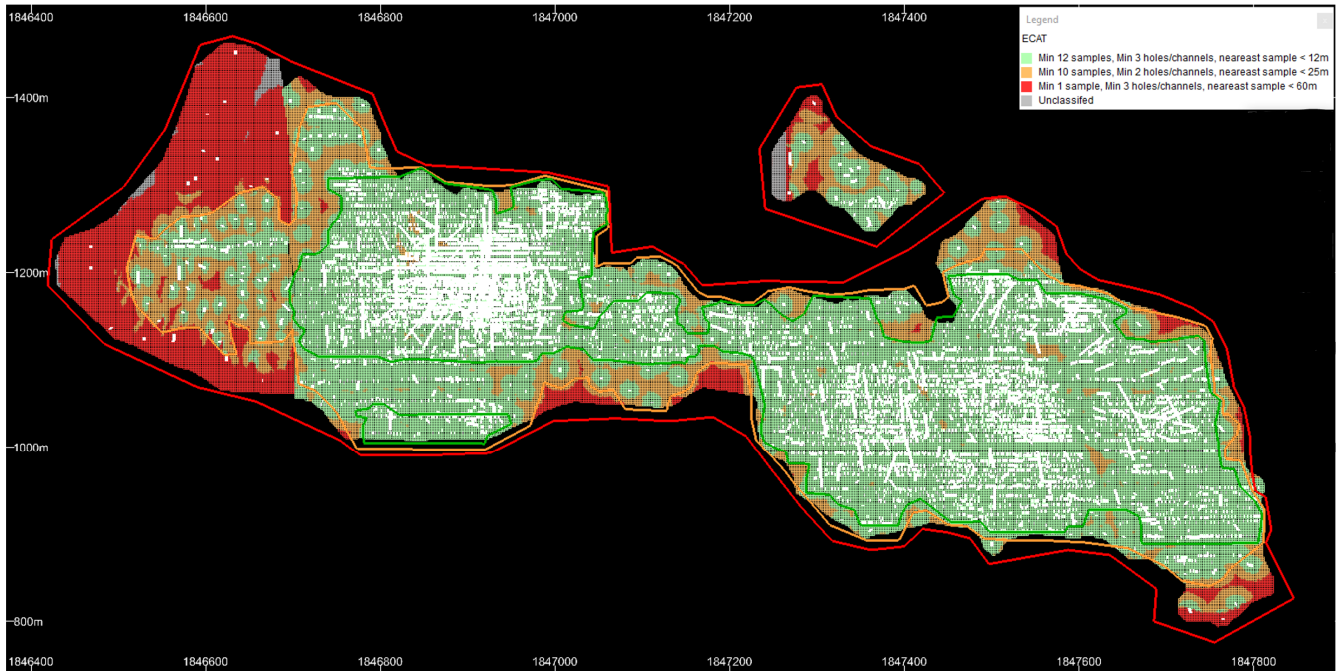 1846400 1846600 1846800 1847000 1847200 1847400
Legend
ECAT
Min 12 samples, Min 3 holes/channels, neareast sample < 12m
Min 10 samples, Min 2 holes/channels, neareast sample < 25m
Min 1 sample, Min 3 holes/channels, neareast sample < 60m
Unclassifed
1400m
1200m
1000m
800m
1846400 1846600 1846800 1847000 1847200 1847400 1847600 1847800